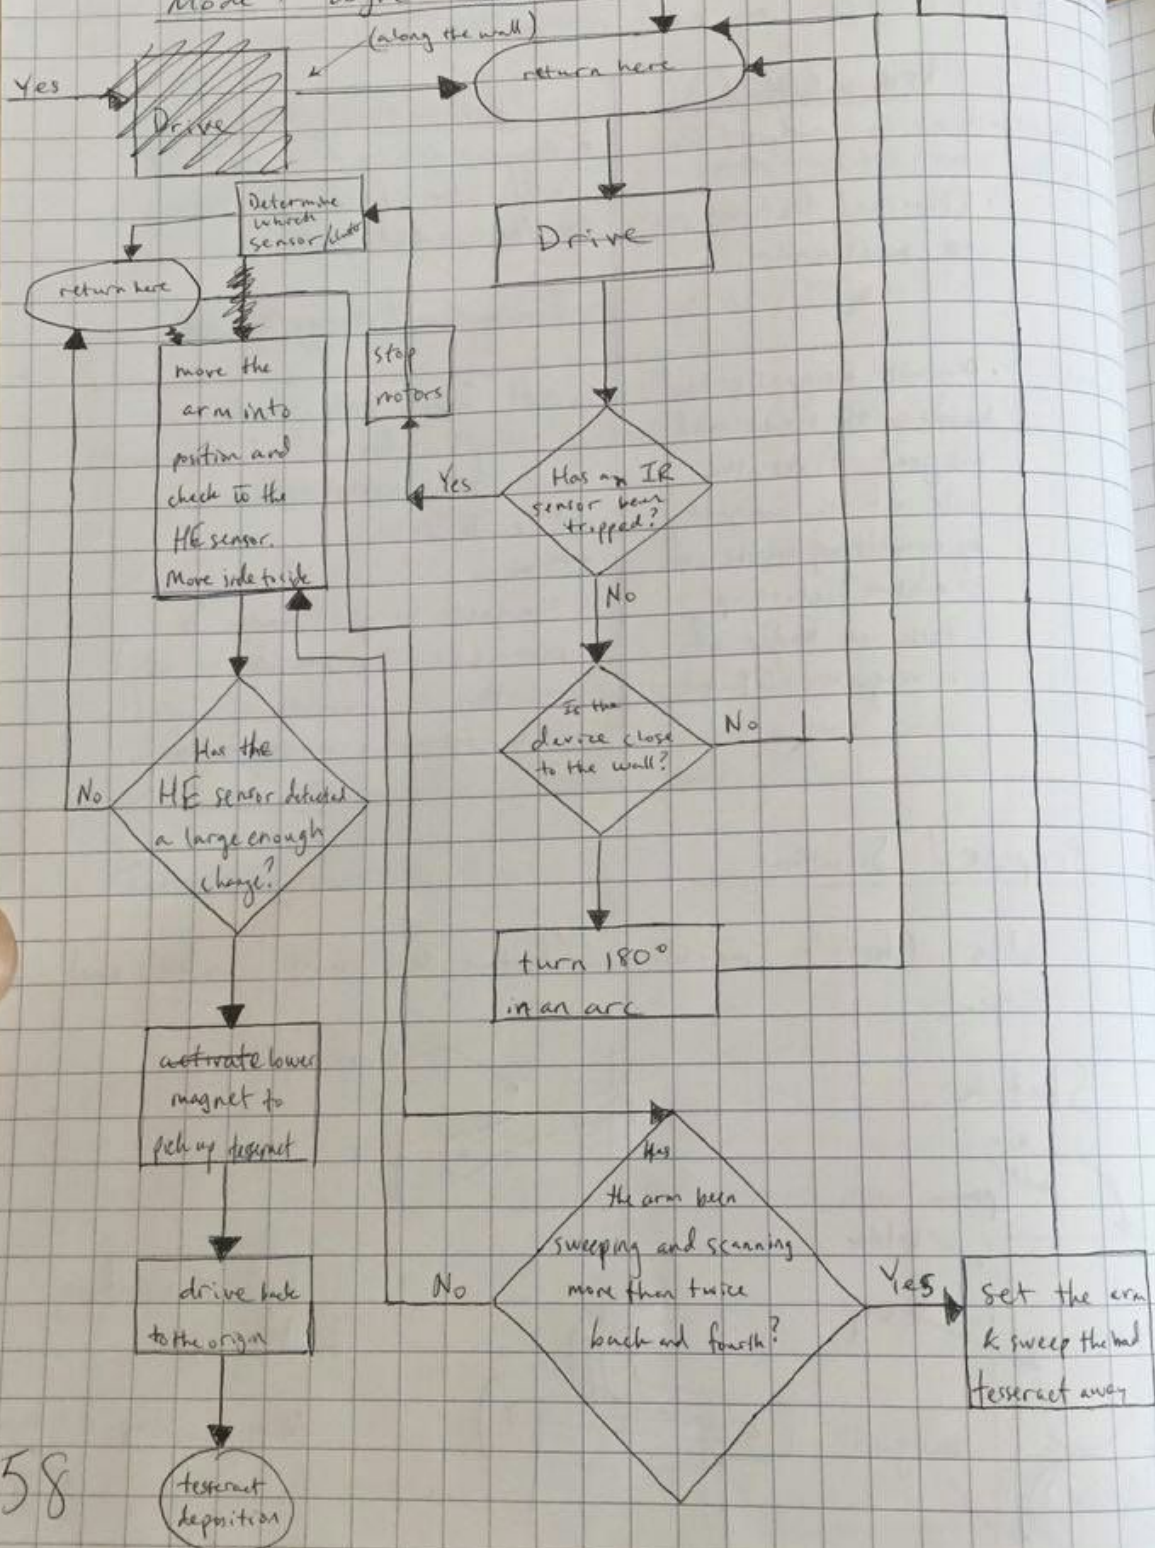 Mode
(along the wall)
return here
Yes
Drive
Determine
which
sensor/
Drive
return here
stop
motors
move the
arm into
position and
check to the
HE sensor.
Move side to side
Yes
Has an IR
sensor been
tripped?
No
Is the
device close
to the wall?
No
Has the
HE sensor detected
a large enough
change?
No
turn 180°
in an arc
activate lower
magnet to
pick up tesseract
Has
the arm been
sweeping and scanning
more than twice
back and fourth?
No
Yes
set the arm
& sweep the bad
tesseract away
drive back
to the origin
tesseract
deposition
58